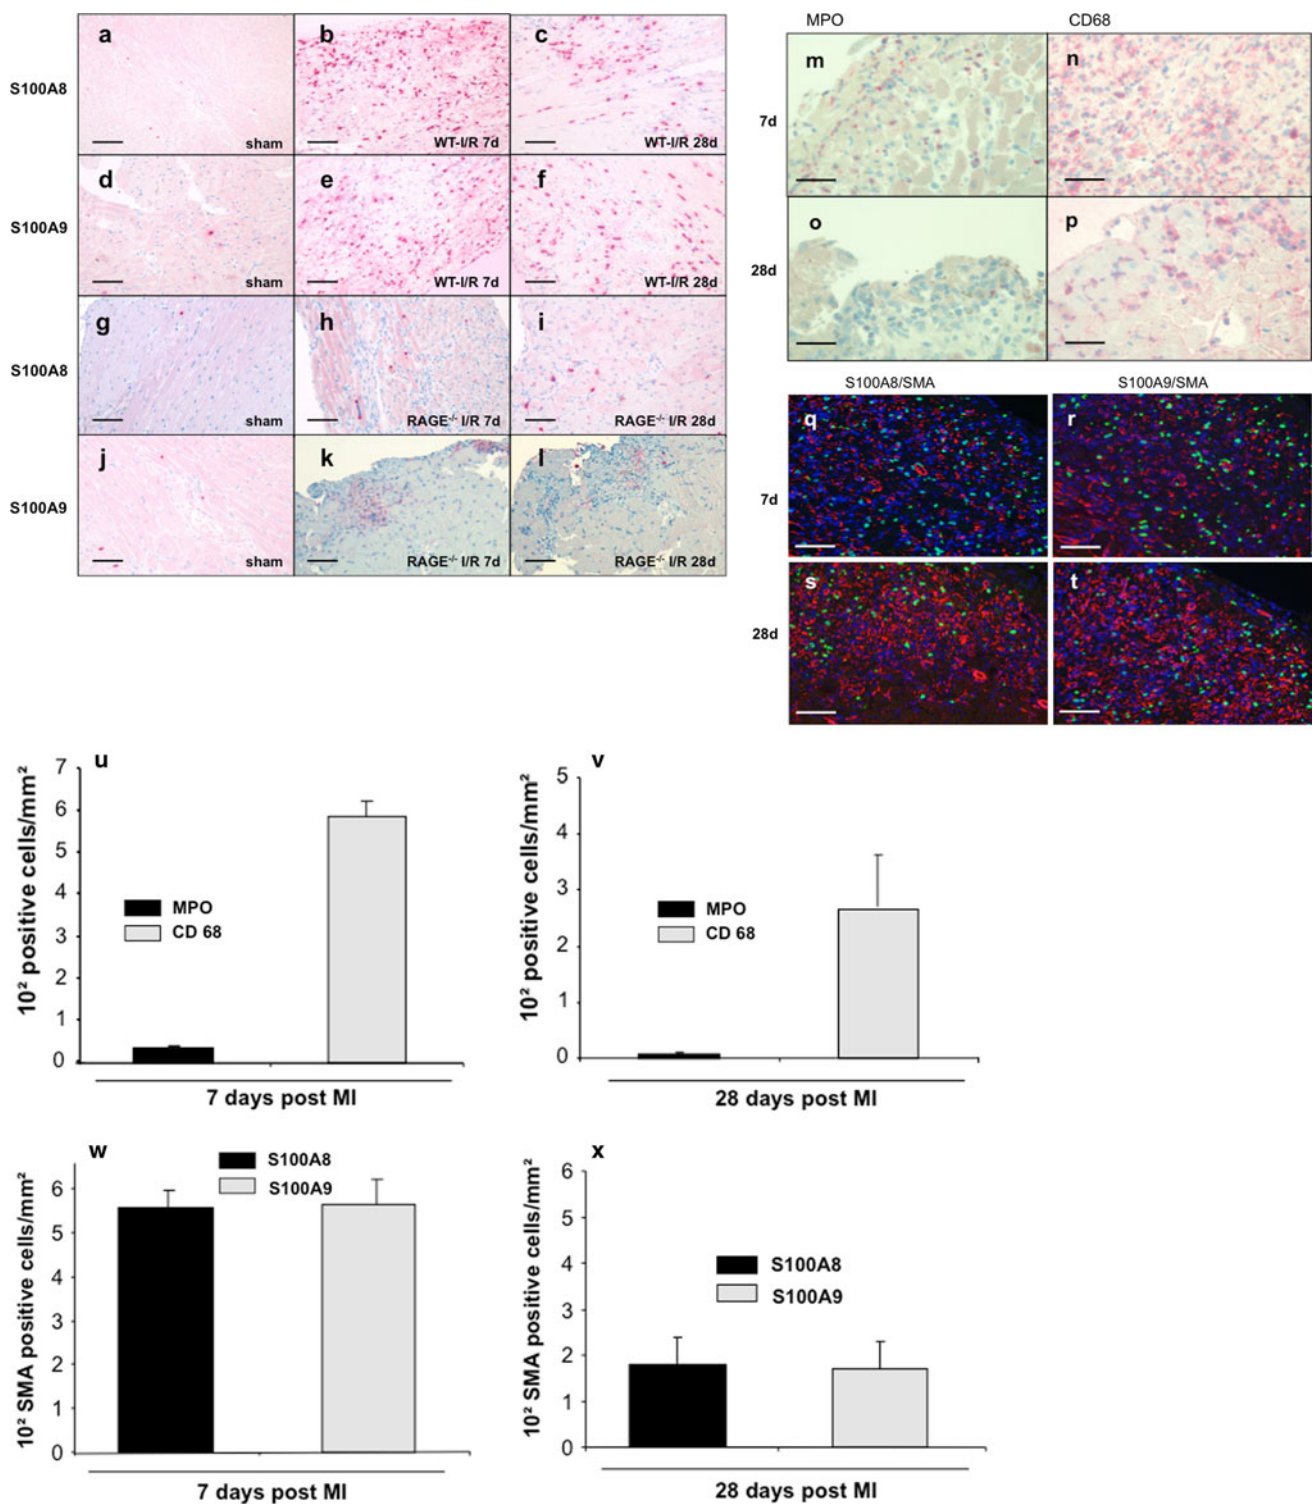 a b c
S100A8
sham WT-I/R 7d WT-I/R 28d
d e f
S100A9
sham WT-I/R 7d WT-I/R 28d
g h i
S100A8
sham RAGE-/- I/R 7d RAGE-/- I/R 28d
j k l
S100A9
sham RAGE-/- I/R 7d RAGE-/- I/R 28d
MPO CD68
m n
7d
o p
28d
S100A8/SMA S100A9/SMA
q r
7d
s t
28d
u
10² positive cells/mm²
7
6
5
4
3
2
1
0
MPO
CD 68
7 days post MI
v
10² positive cells/mm²
5
4
3
2
1
0
MPO
CD 68
28 days post MI
w
10² SMA positive cells/mm²
6
5
4
3
2
1
0
S100A8
S100A9
7 days post MI
x
10² SMA positive cells/mm²
6
5
4
3
2
1
0
S100A8
S100A9
28 days post MI